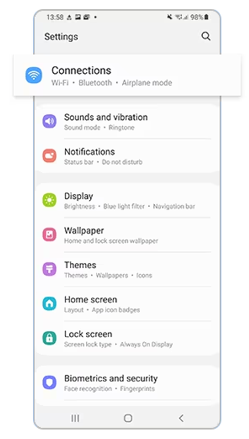 13:58
98%
Settings
Connections
Wi-Fi • Bluetooth • Airplane mode
Sounds and vibration
Sound mode • Ringtone
Notifications
Status bar • Do not disturb
Display
Brightness • Blue light filter • Navigation bar
Wallpaper
Home and lock screen wallpaper
Themes
Themes • Wallpapers • Icons
Home screen
Layout • App icon badges
Lock screen
Screen lock type • Always On Display
Biometrics and security
Face recognition • Fingerprints